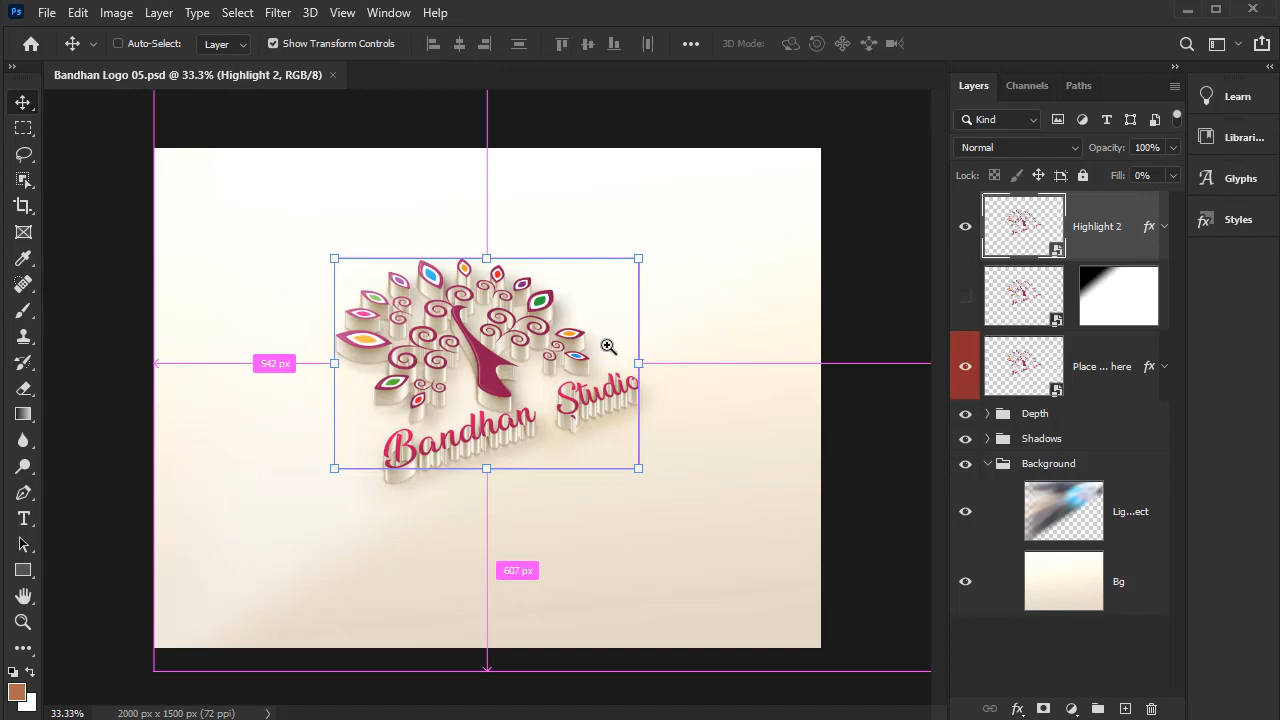 Ps File Edit Image Layer Type Select Filter 3D View Window Help
Auto-Select: Layer Show Transform Controls 3D Mode:
Bandhan Logo 05.psd @ 33.3% (Highlight 2, RGB/8)
Layers Channels Paths
Learn
Kind
Librari...
Normal Opacity: 100%
Lock: Fill: 0%
Glyphs
Styles
Highlight 2 fx
542 px
Place ... here fx
Bandhan Studio
Depth
Shadows
Background
Lig...ect
607 px
Bg
33.33% 2000 px x 1500 px (72 ppi)